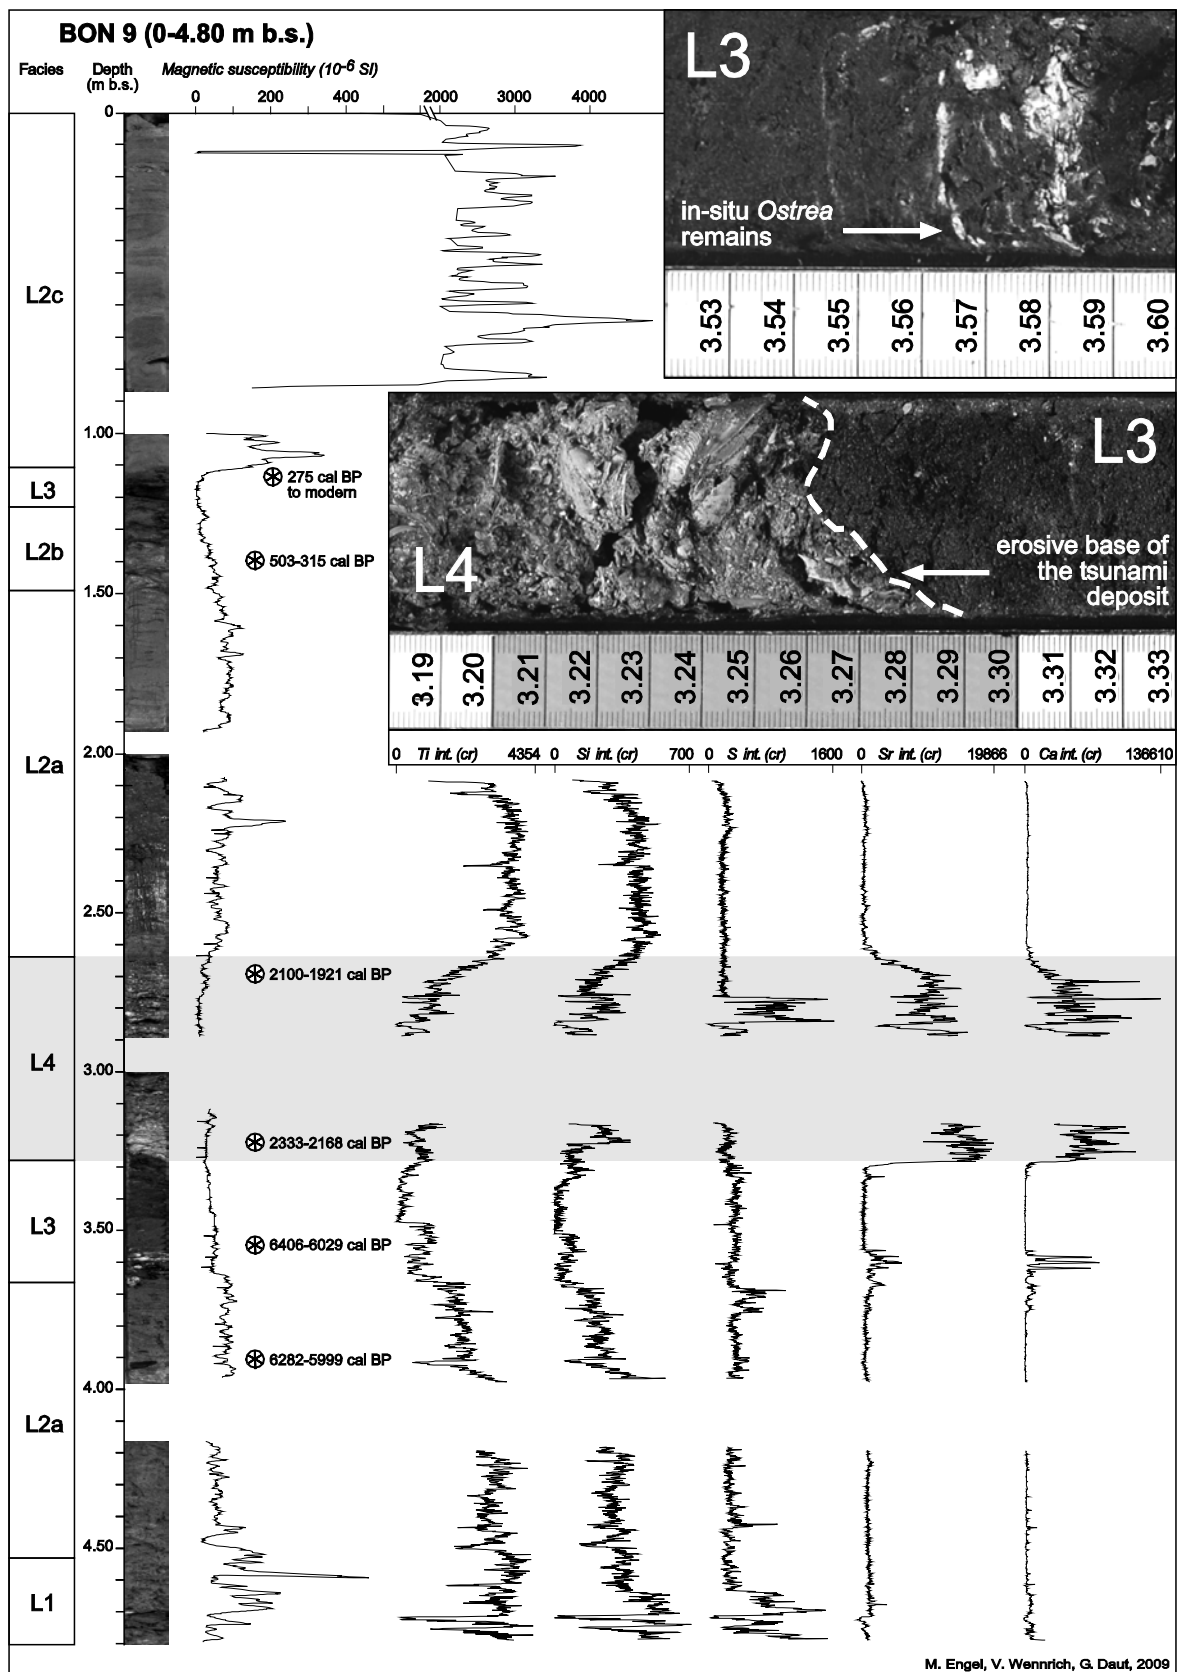 BON 9 (0-4.80 m b.s.)
Facies
Depth
(m b.s.)
Magnetic susceptibility (10-6 SI)
0 200 400 2000 3000 4000
0
1.00
1.50
2.00
2.50
3.00
3.50
4.00
4.50
L2c
L3
L2b
L2a
L4
L3
L2a
L1
275 cal BP
to modern
503-315 cal BP
2100-1921 cal BP
2333-2168 cal BP
6406-6029 cal BP
6282-5999 cal BP
L3
in-situ Ostrea
remains
3.53 3.54 3.55 3.56 3.57 3.58 3.59 3.60
L4
L3
erosive base of
the tsunami
deposit
3.19 3.20 3.21 3.22 3.23 3.24 3.25 3.26 3.27 3.28 3.29 3.30 3.31 3.32 3.33
0 Ti int. (cr) 4354 0 Si int. (cr) 700 0 S int. (cr) 1600 0 Sr int. (cr) 19866 0 Ca int. (cr) 136610
M. Engel, V. Wennrich, G. Daut, 2009